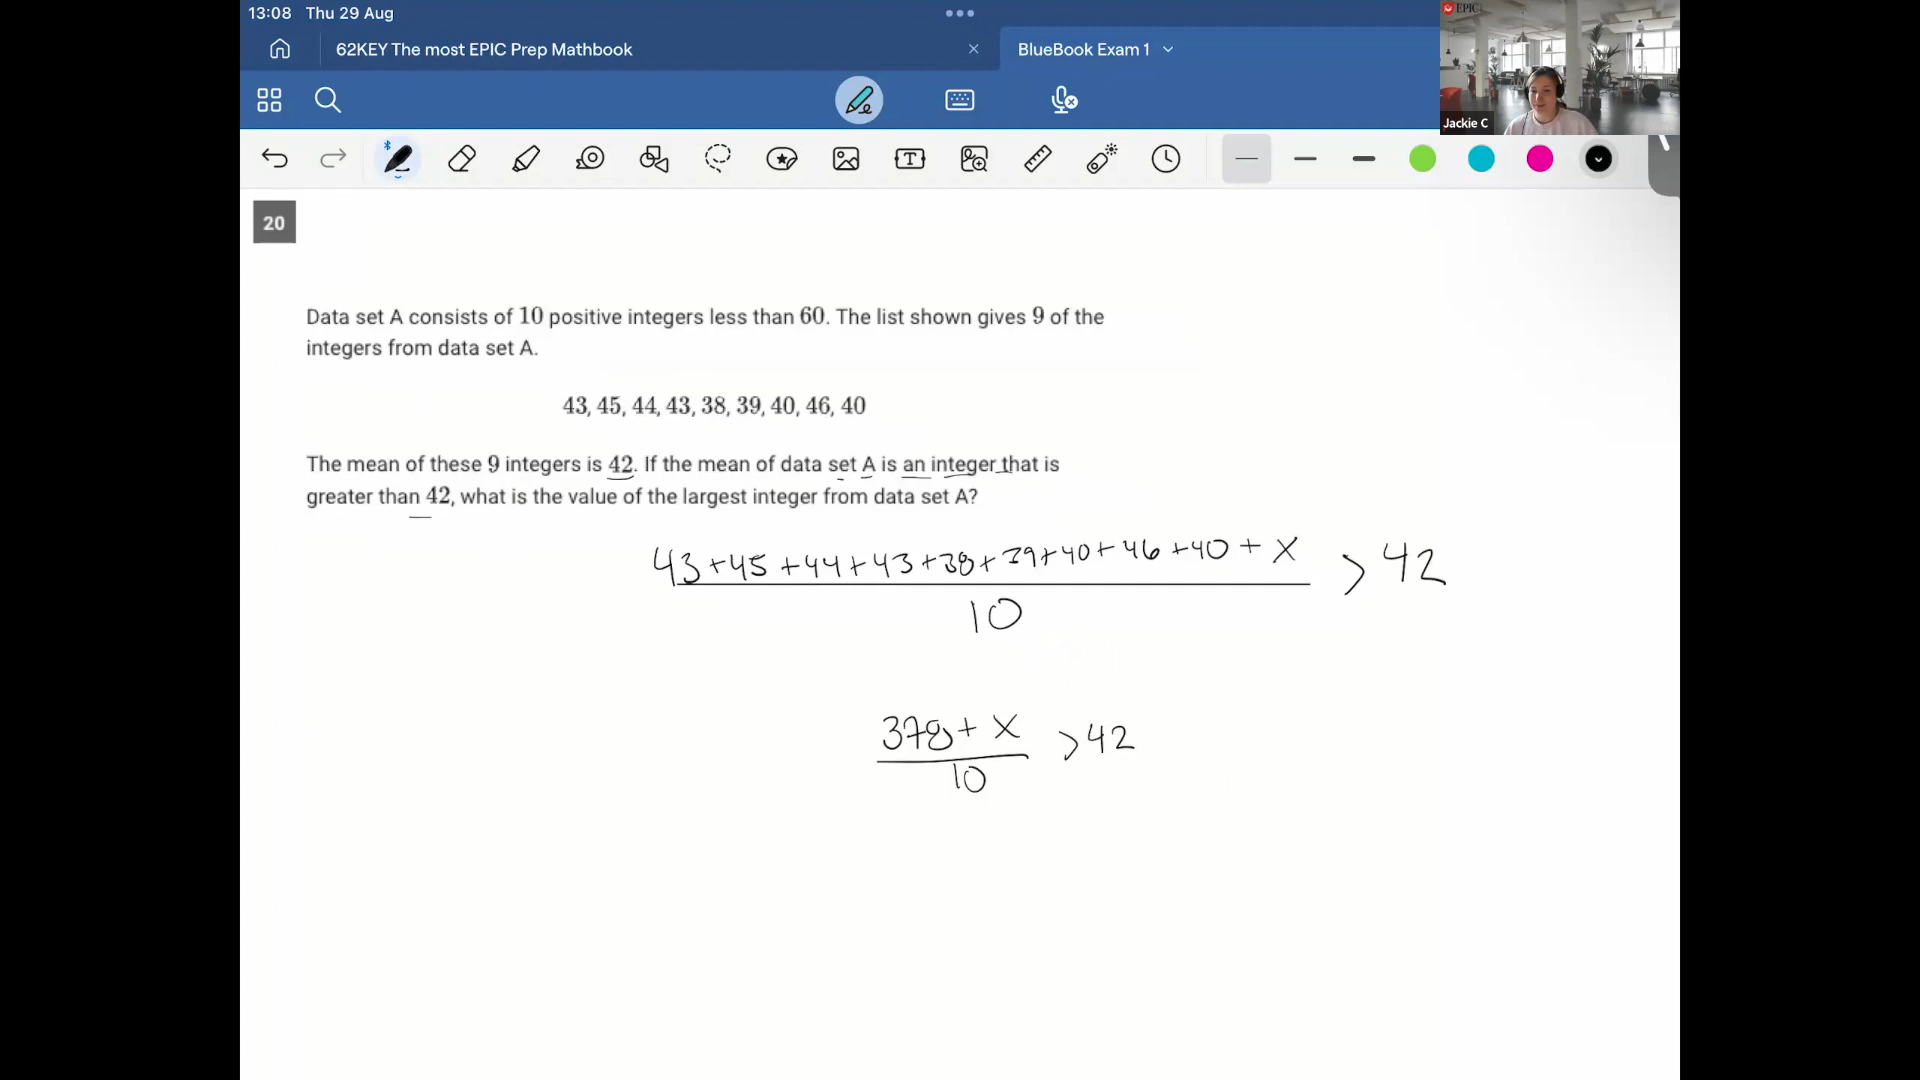 13:08 Thu 29 Aug
62KEY The most EPIC Prep Mathbook
BlueBook Exam 1
EPIC
Jackie C
20
Data set A consists of 10 positive integers less than 60. The list shown gives 9 of the
integers from data set A.
43, 45, 44, 43, 38, 39, 40, 46, 40
The mean of these 9 integers is 42. If the mean of data set A is an integer that is
greater than 42, what is the value of the largest integer from data set A?
43+45+44+43+38+39+40+46+40+X > 42
10
378+X >42
10